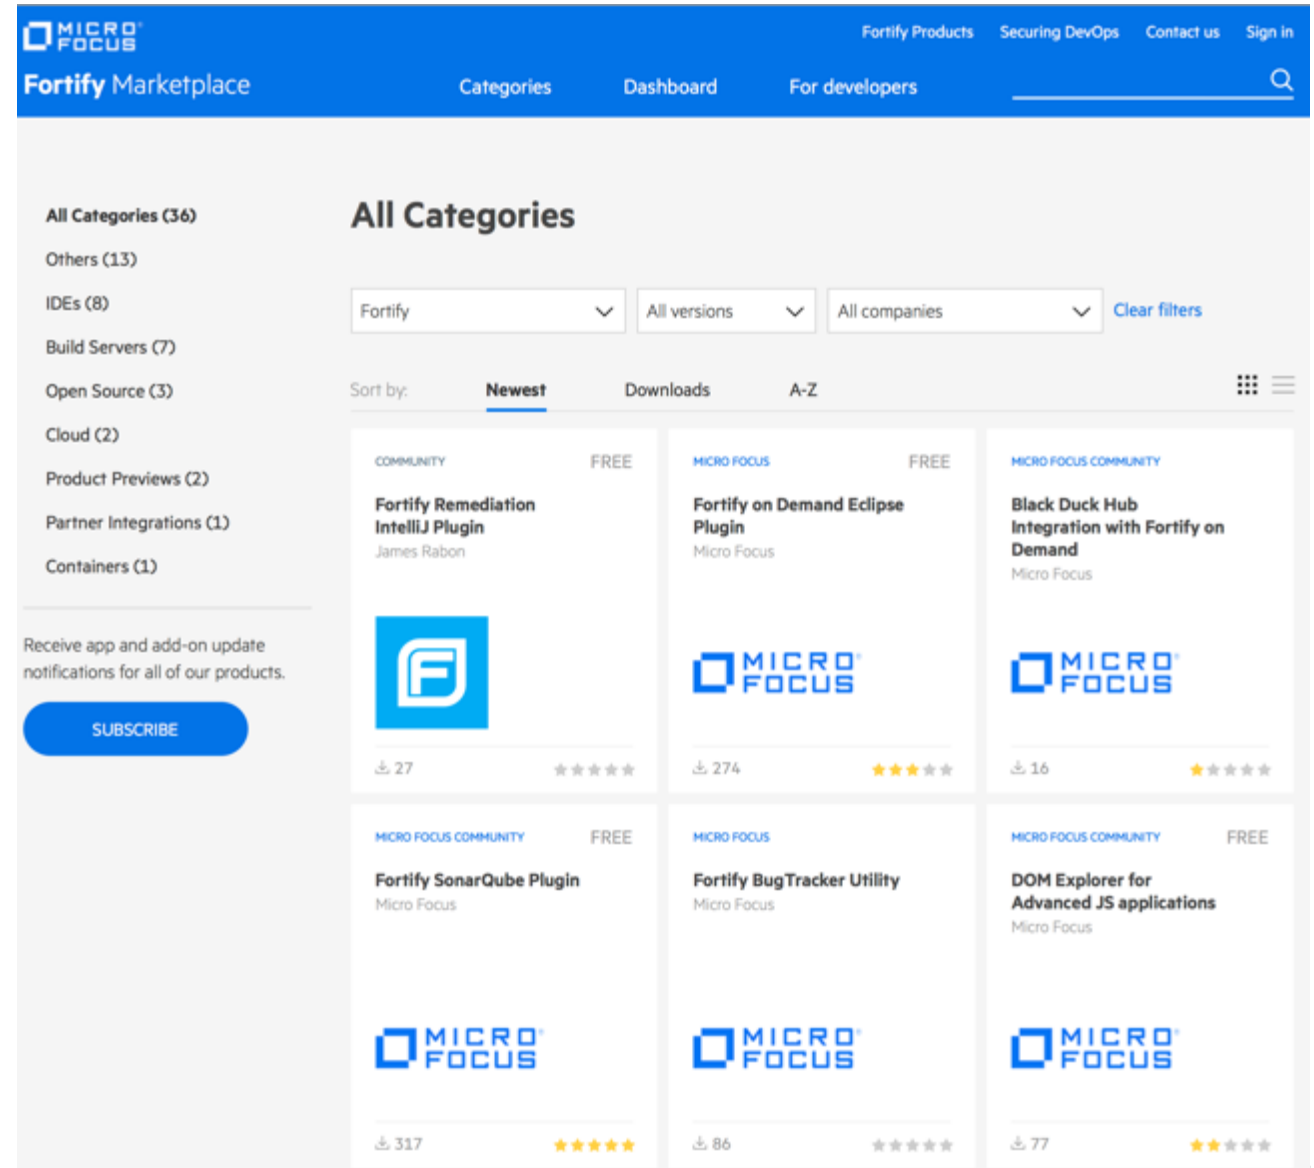 MICRO
FOCUS
Fortify Products Securing DevOps Contact us Sign in
Fortify Marketplace
Categories Dashboard For developers
All Categories (36)
Others (13)
IDEs (8)
Build Servers (7)
Open Source (3)
Cloud (2)
Product Previews (2)
Partner Integrations (1)
Containers (1)
Receive app and add-on update
notifications for all of our products.
SUBSCRIBE
All Categories
Fortify All versions All companies Clear filters
Sort by: Newest Downloads A-Z
COMMUNITY FREE
Fortify Remediation
IntelliJ Plugin
James Rabon
F
27
MICRO FOCUS FREE
Fortify on Demand Eclipse
Plugin
Micro Focus
MICRO
FOCUS
274
MICRO FOCUS COMMUNITY
Black Duck Hub
Integration with Fortify on
Demand
Micro Focus
MICRO
FOCUS
16
MICRO FOCUS COMMUNITY FREE
Fortify SonarQube Plugin
Micro Focus
MICRO
FOCUS
317
MICRO FOCUS
Fortify BugTracker Utility
Micro Focus
MICRO
FOCUS
86
MICRO FOCUS COMMUNITY FREE
DOM Explorer for
Advanced JS applications
Micro Focus
MICRO
FOCUS
77